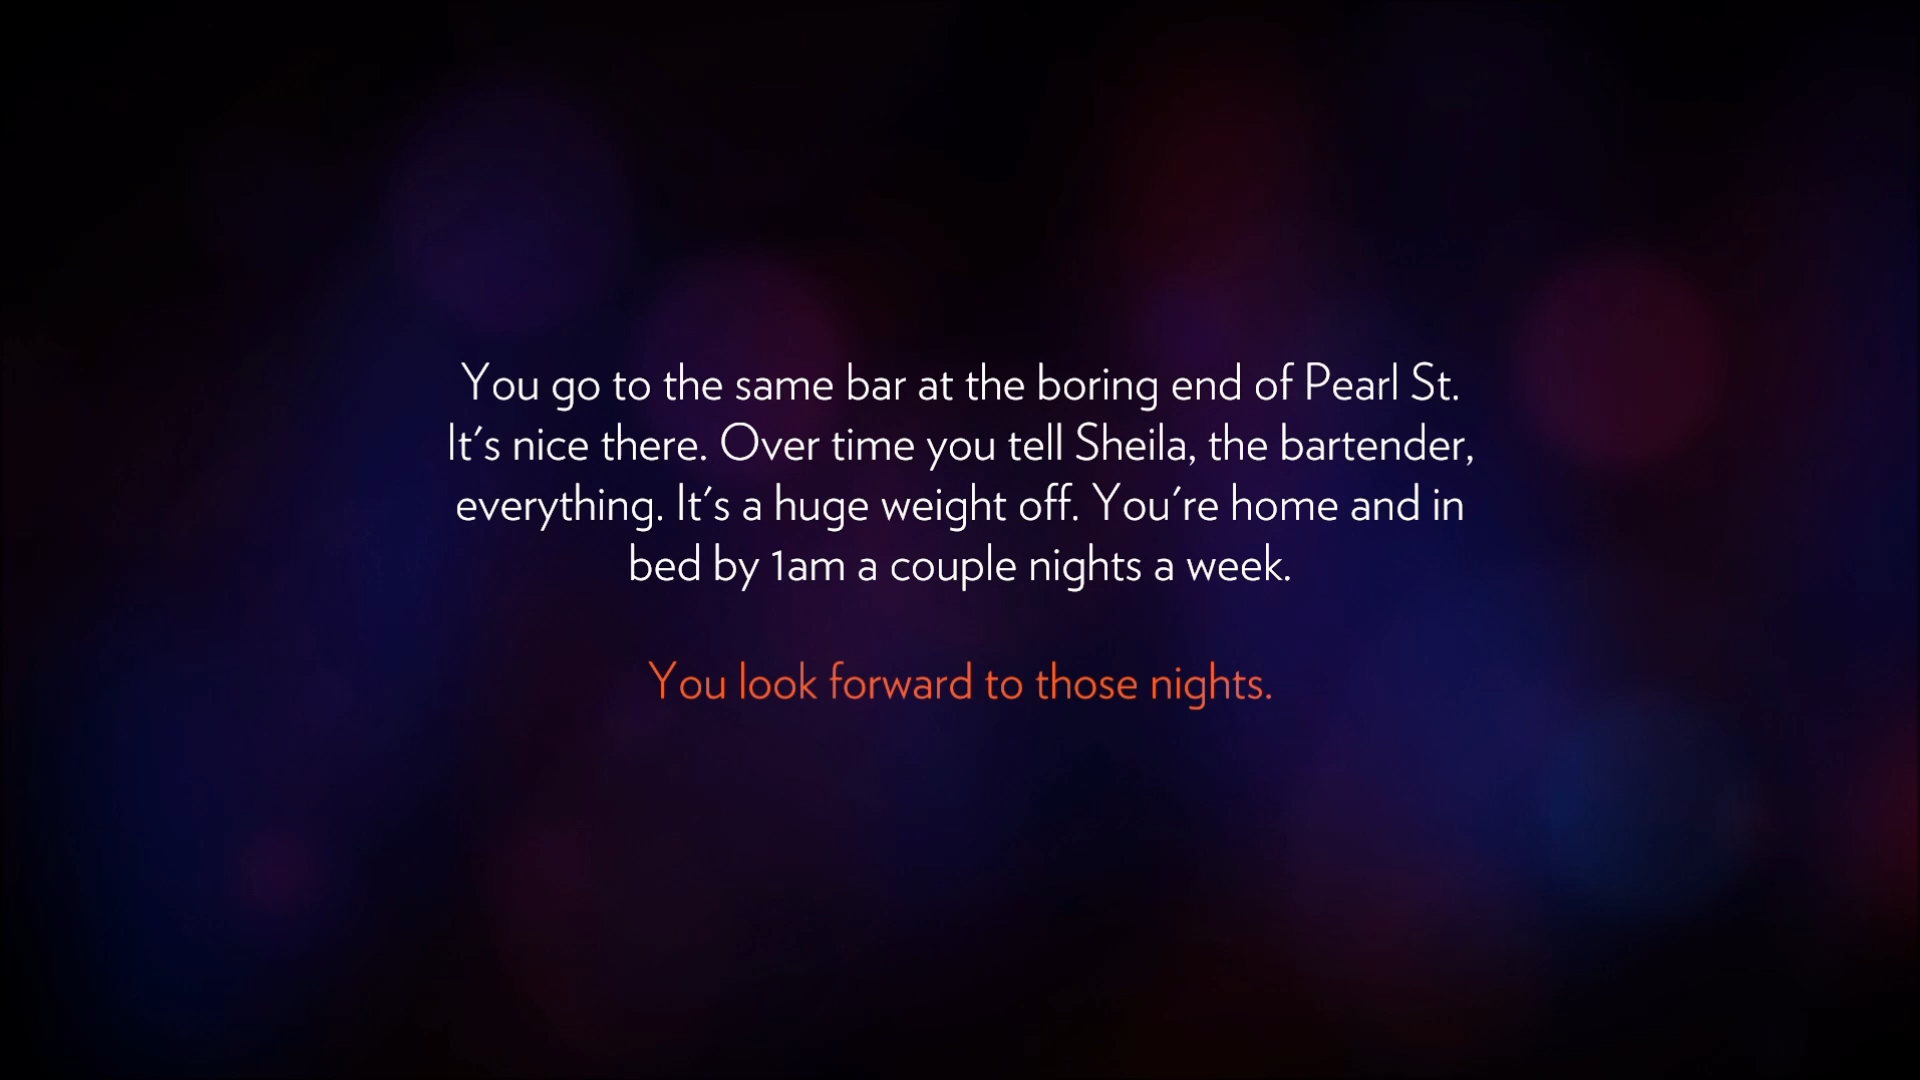 You go to the same bar at the boring end of Pearl St.
It's nice there. Over time you tell Sheila, the bartender,
everything. It's a huge weight off. You're home and in
bed by 1am a couple nights a week.
You look forward to those nights.